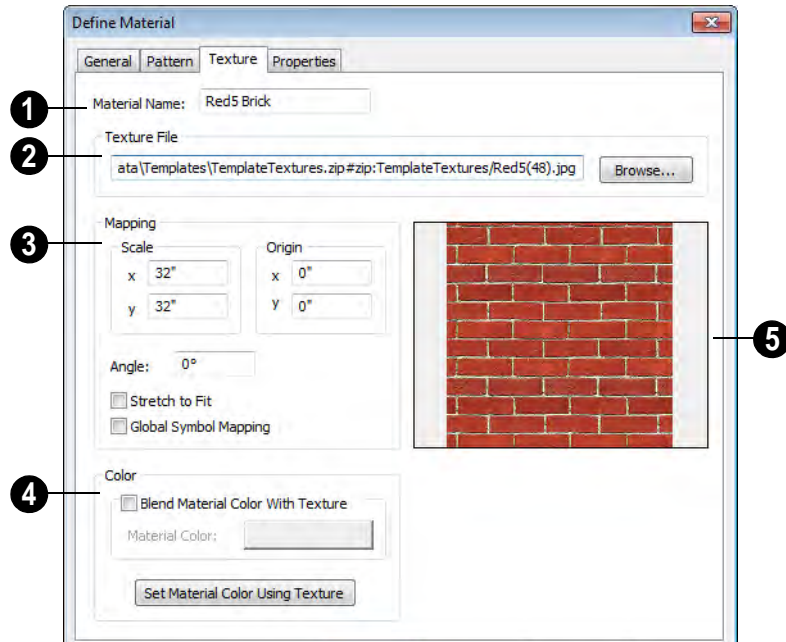 Define Material
General Pattern Texture Properties
1 Material Name: Red5 Brick
Texture File
2 ata\Templates\TemplateTextures.zip#zip:TemplateTextures/Red5(48).jpg Browse...
Mapping
3 Scale Origin
x 32" x 0"
y 32" y 0"
5
Angle: 0°
Stretch to Fit
Global Symbol Mapping
Color
4 Blend Material Color With Texture
Material Color:
Set Material Color Using Texture